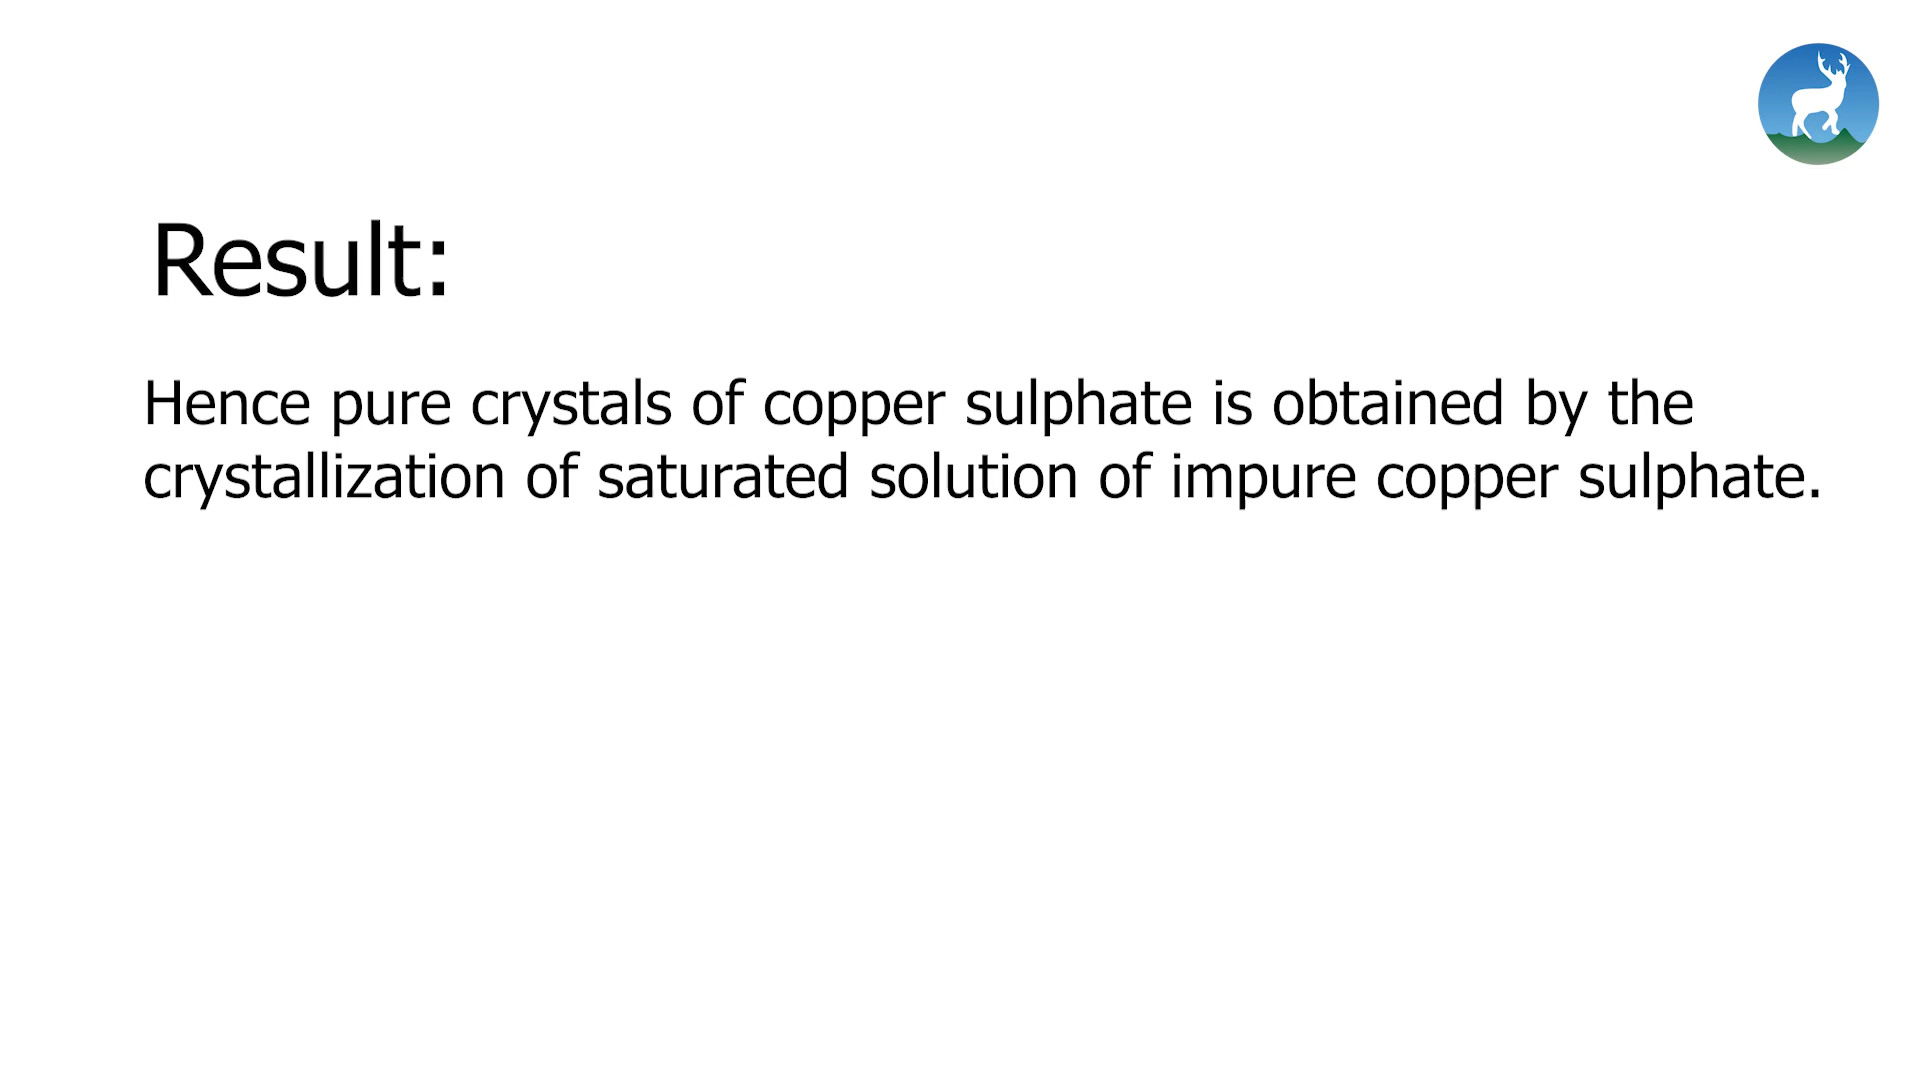 Result:
Hence pure crystals of copper sulphate is obtained by the
crystallization of saturated solution of impure copper sulphate.